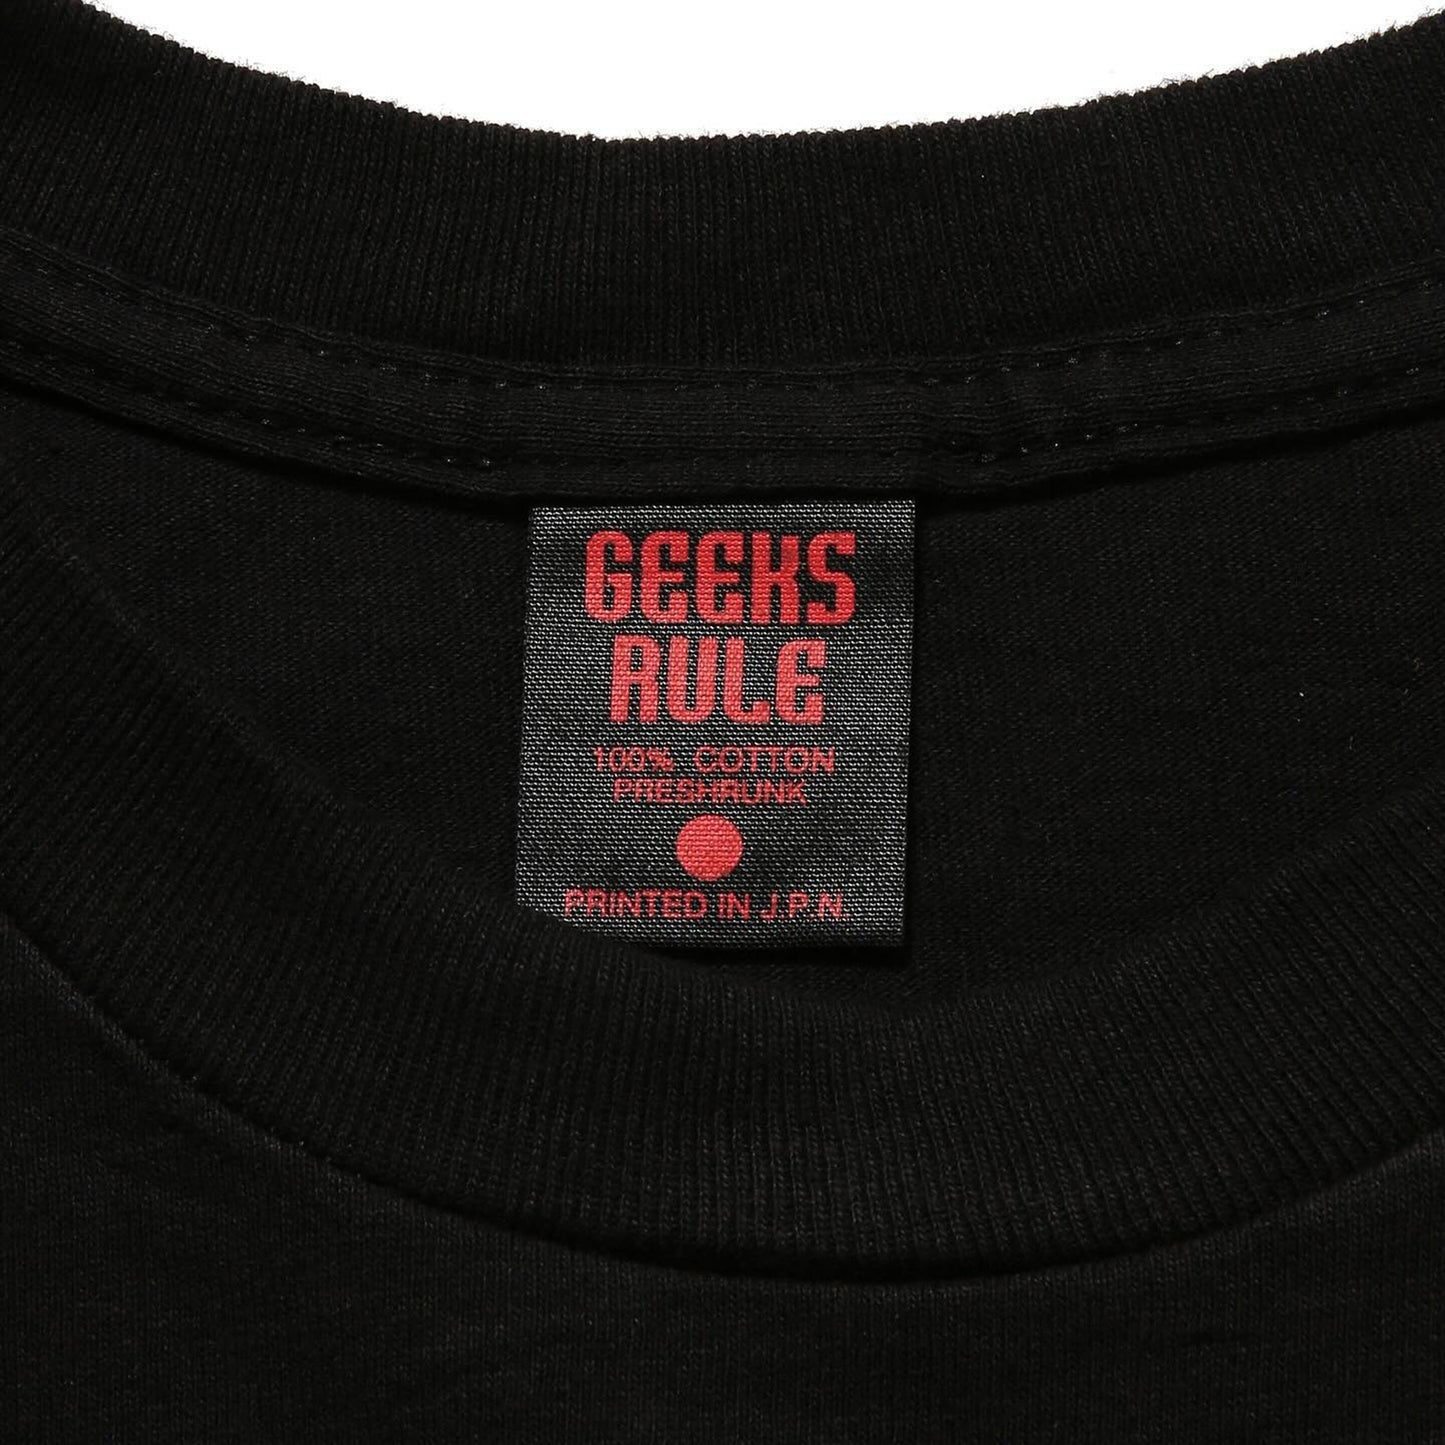 GEEKS
RULE
100% COTTON
PRESHRUNK
PRINTED IN J.P.N.